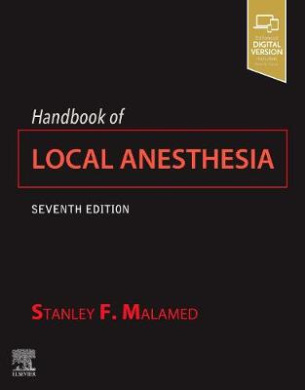 DIGITAL
VERSION
Handbook of
LOCAL ANESTHESIA
SEVENTH EDITION
STANLEY F. MALAMED
ELSEVIER